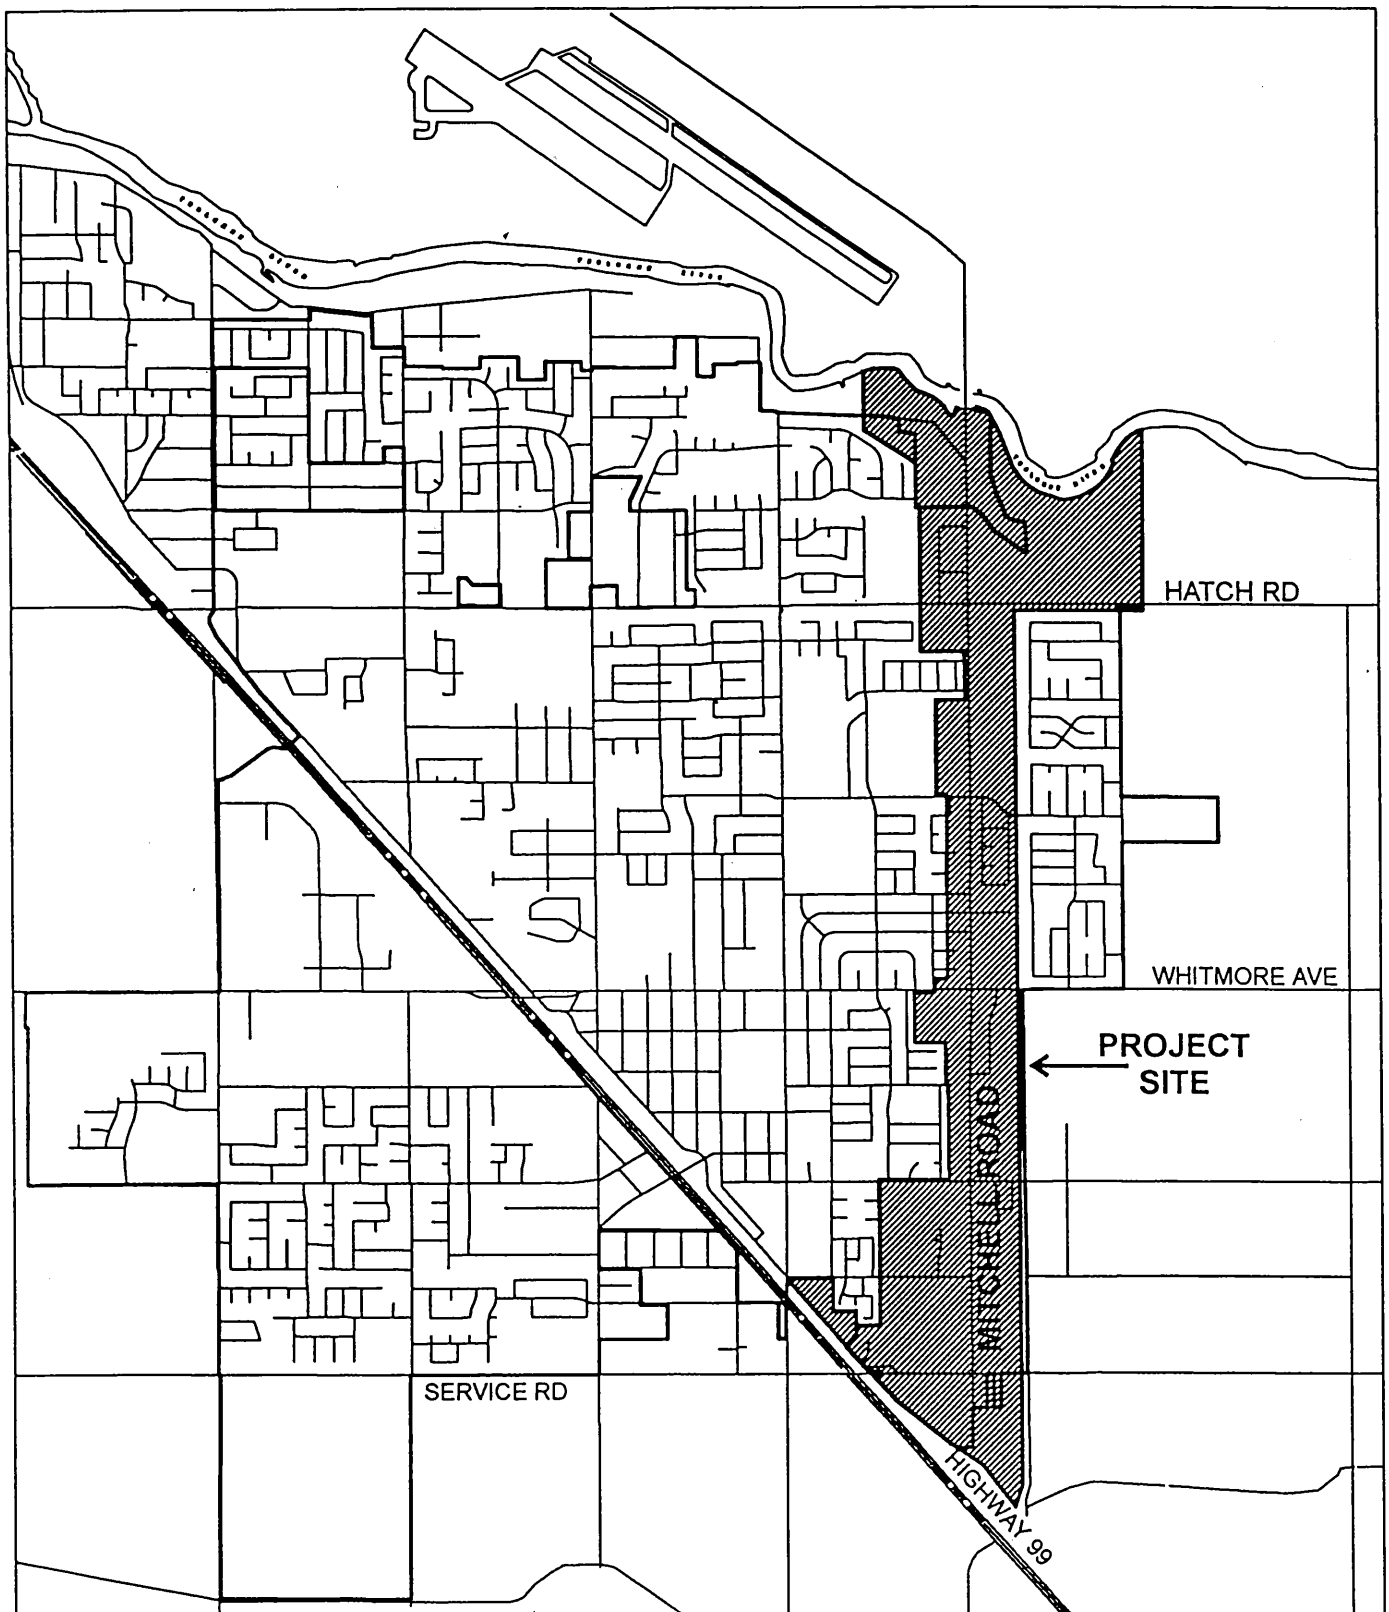 HATCH RD
WHITMORE AVE
PROJECT
SITE
MITCHELL ROAD
SERVICE RD
HIGHWAY 99